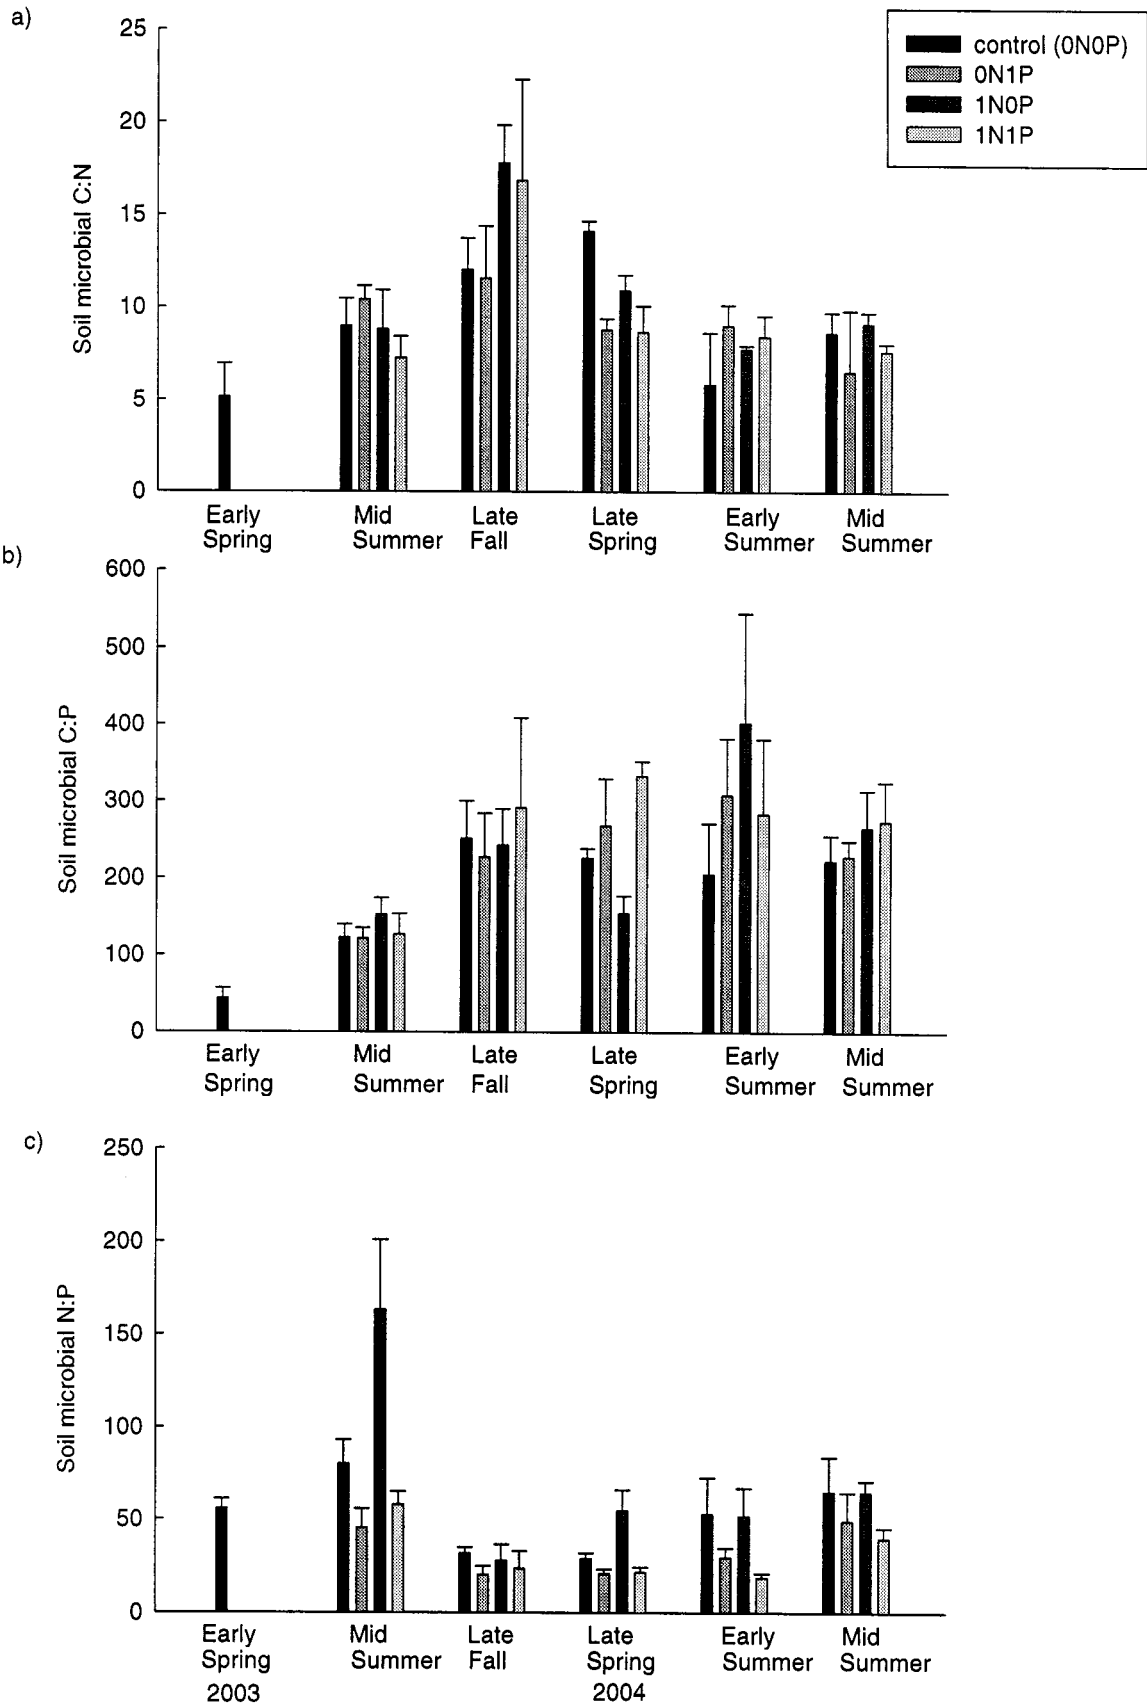 a)
control (0N0P)
0N1P
1N0P
1N1P
Soil microbial C:N
25
20
15
10
5
0
Early Mid Late Late Early Mid
Spring Summer Fall Spring Summer Summer
b)
Soil microbial C:P
600
500
400
300
200
100
0
Early Mid Late Late Early Mid
Spring Summer Fall Spring Summer Summer
c)
Soil microbial N:P
250
200
150
100
50
0
Early Mid Late Late Early Mid
Spring Summer Fall Spring Summer Summer
2003 2004